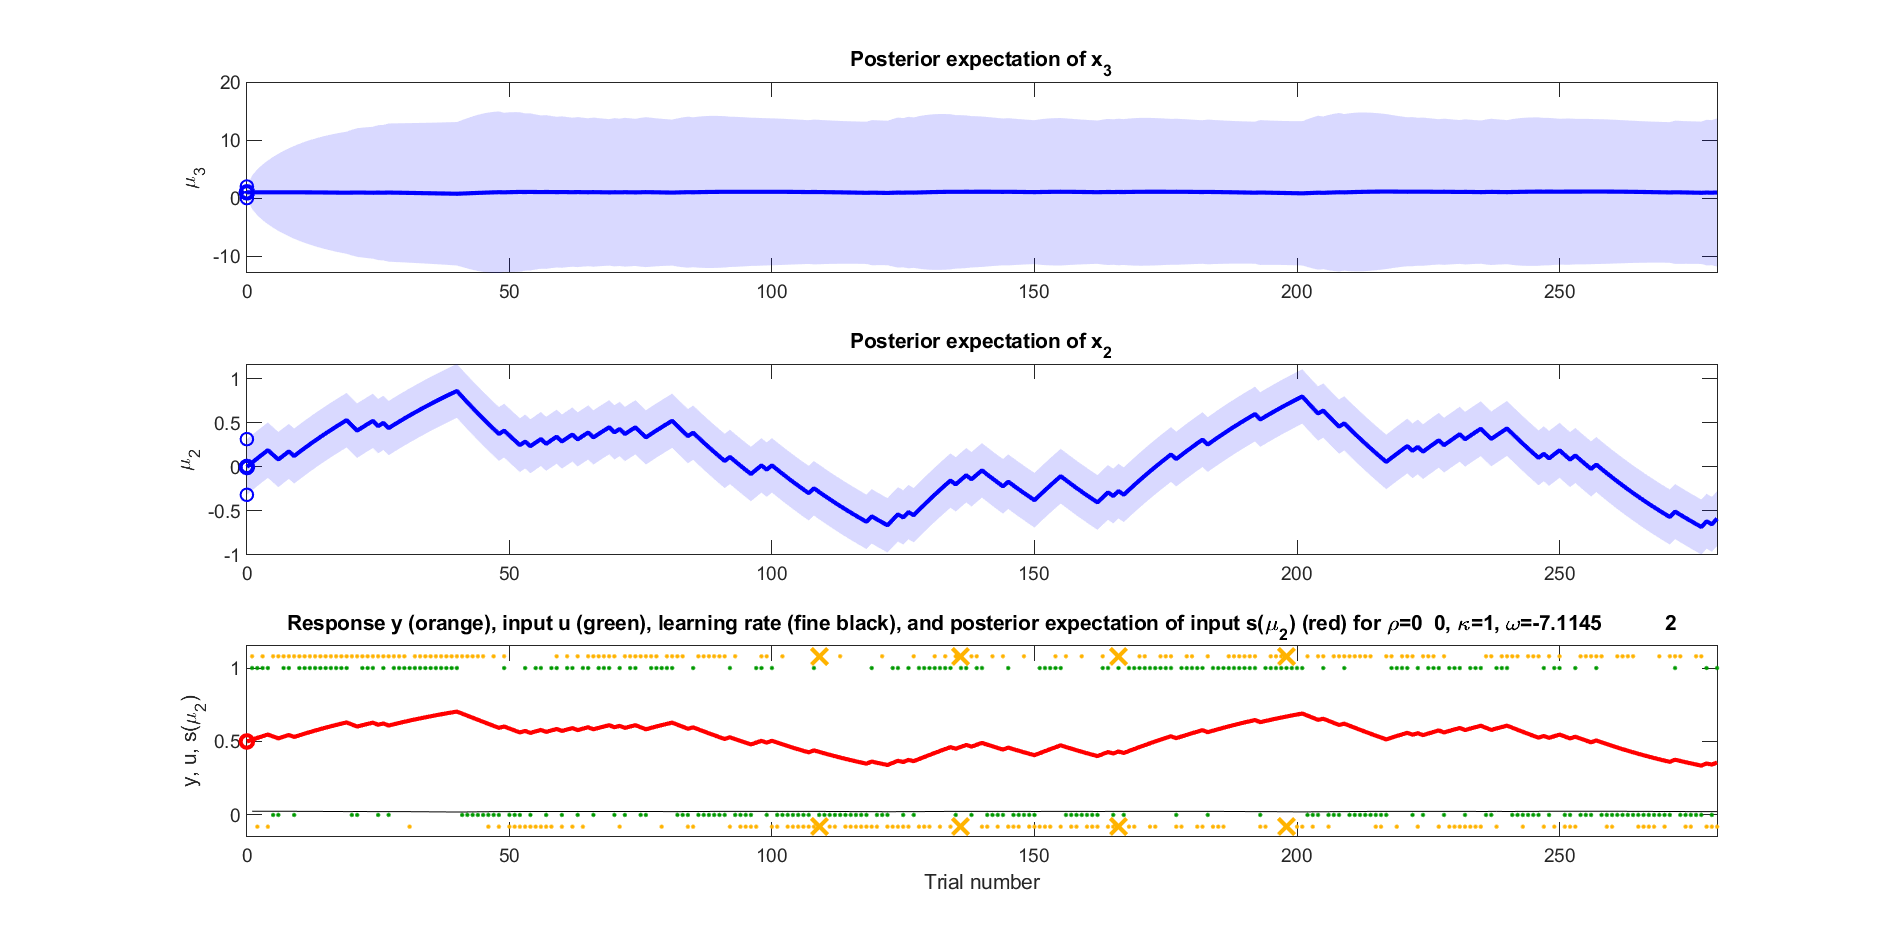 Posterior expectation of x₃
20
10
0
-10
μ₃
0 50 100 150 200 250
Posterior expectation of x₂
1
0.5
0
-0.5
-1
μ₂
0 50 100 150 200 250
Response y (orange), input u (green), learning rate (fine black), and posterior expectation of input s(μ₂) (red) for ρ=0 0, κ=1, ω=-7.1145 2
1
0.5
0
y, u, s(μ₂)
0 50 100 150 200 250
Trial number